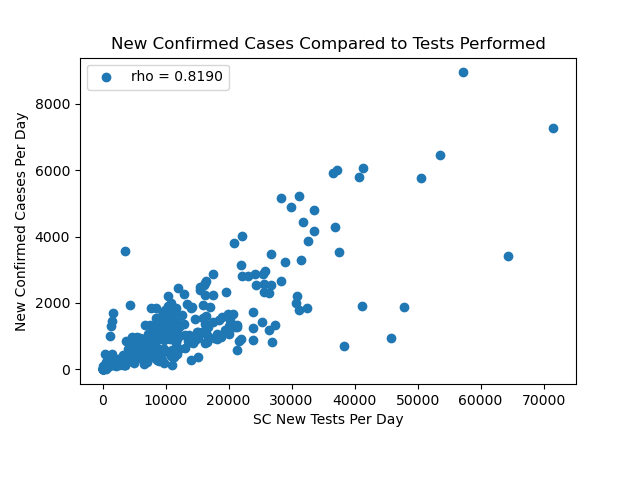 New Confirmed Cases Compared to Tests Performed
rho = 0.8190
New Confirmed Caeses Per Day
8000
6000
4000
2000
0
0 10000 20000 30000 40000 50000 60000 70000
SC New Tests Per Day